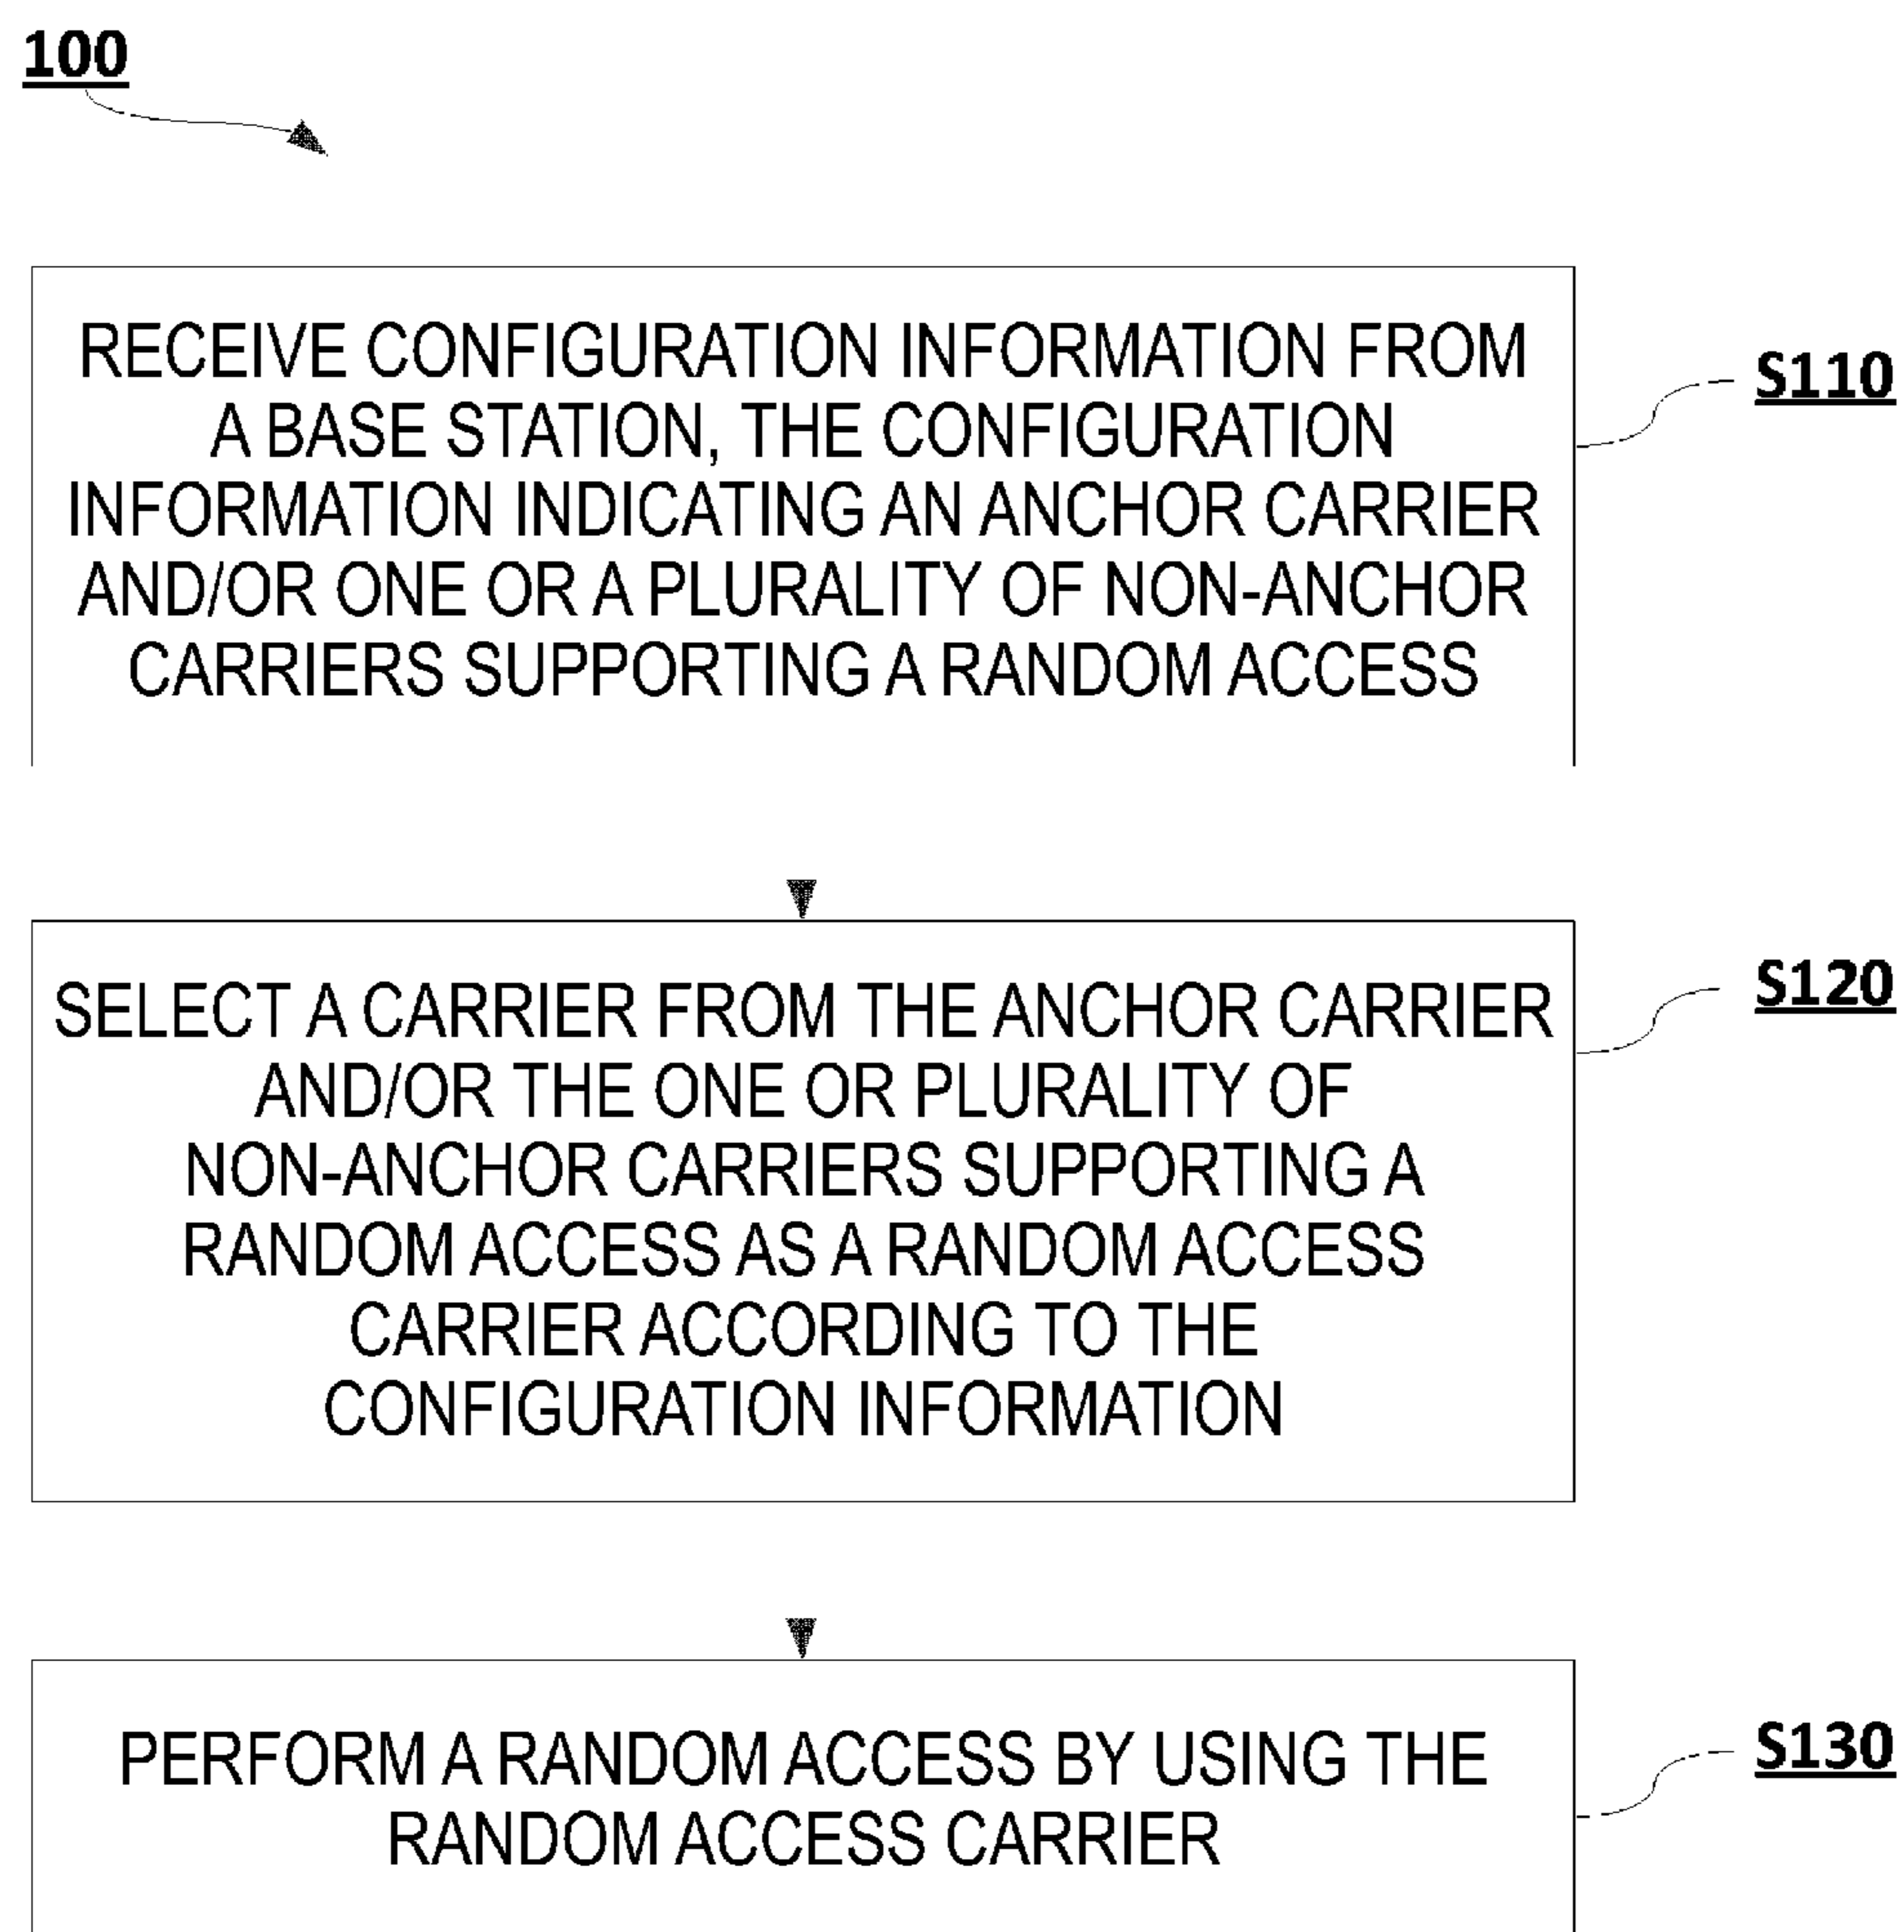 100
RECEIVE CONFIGURATION INFORMATION FROM
A BASE STATION, THE CONFIGURATION
INFORMATION INDICATING AN ANCHOR CARRIER
AND/OR ONE OR A PLURALITY OF NON-ANCHOR
CARRIERS SUPPORTING A RANDOM ACCESS
S110
SELECT A CARRIER FROM THE ANCHOR CARRIER
AND/OR THE ONE OR PLURALITY OF
NON-ANCHOR CARRIERS SUPPORTING A
RANDOM ACCESS AS A RANDOM ACCESS
CARRIER ACCORDING TO THE
CONFIGURATION INFORMATION
S120
PERFORM A RANDOM ACCESS BY USING THE
RANDOM ACCESS CARRIER
S130